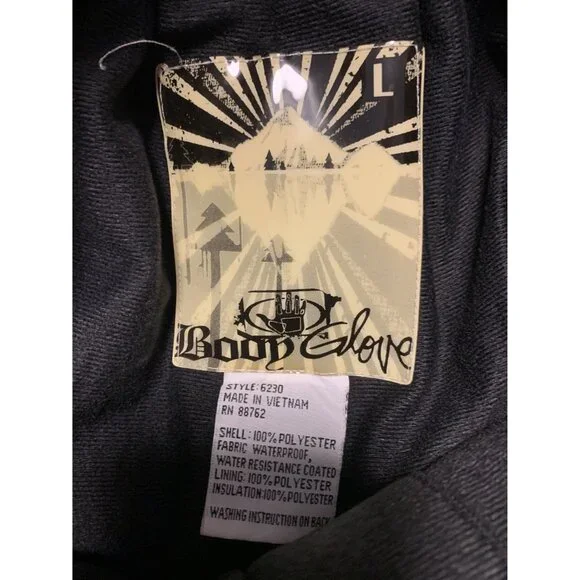 L
Body Glove
STYLE: 6230
MADE IN VIETNAM
RN 88762
SHELL: 100% POLYESTER
FABRIC WATERPROOF,
WATER RESISTANCE COATED
LINING: 100% POLYESTER
INSULATION: 100% POLYESTER
WASHING INSTRUCTION ON BACK